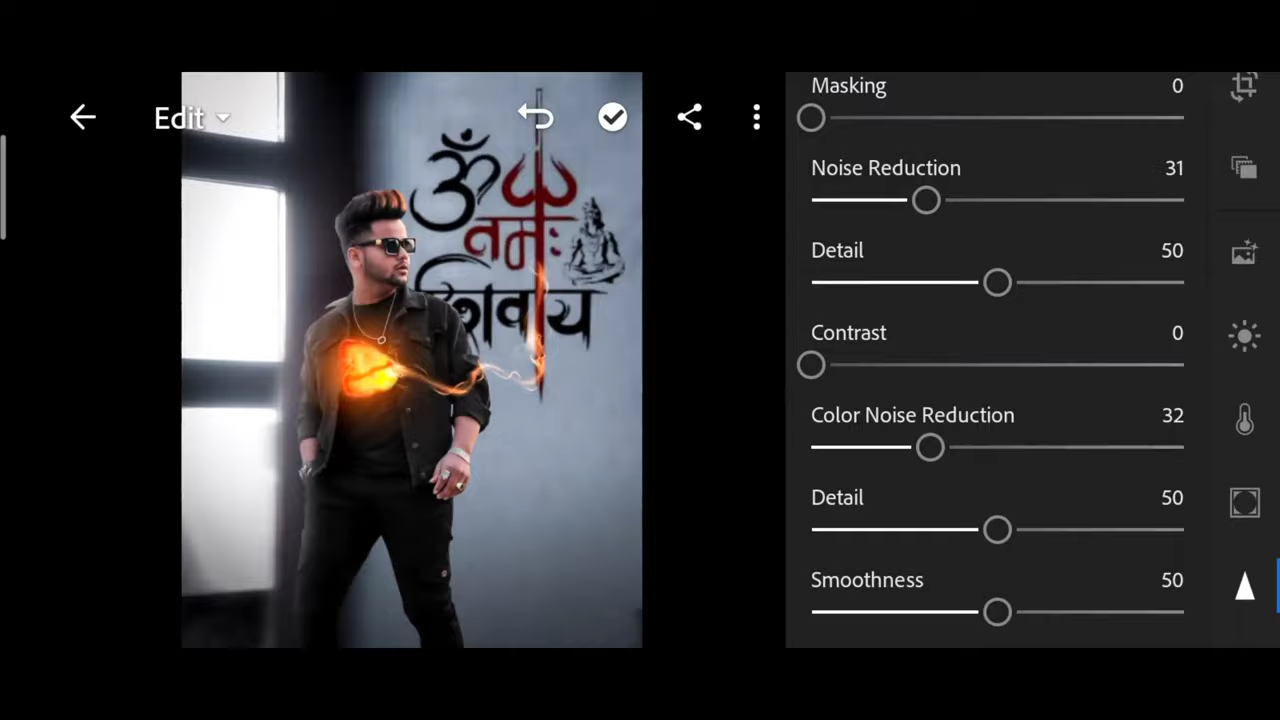 Masking 0
Edit
Noise Reduction 31
Detail 50
Contrast 0
Color Noise Reduction 32
Detail 50
Smoothness 50
ॐ
नमः
शिवाय